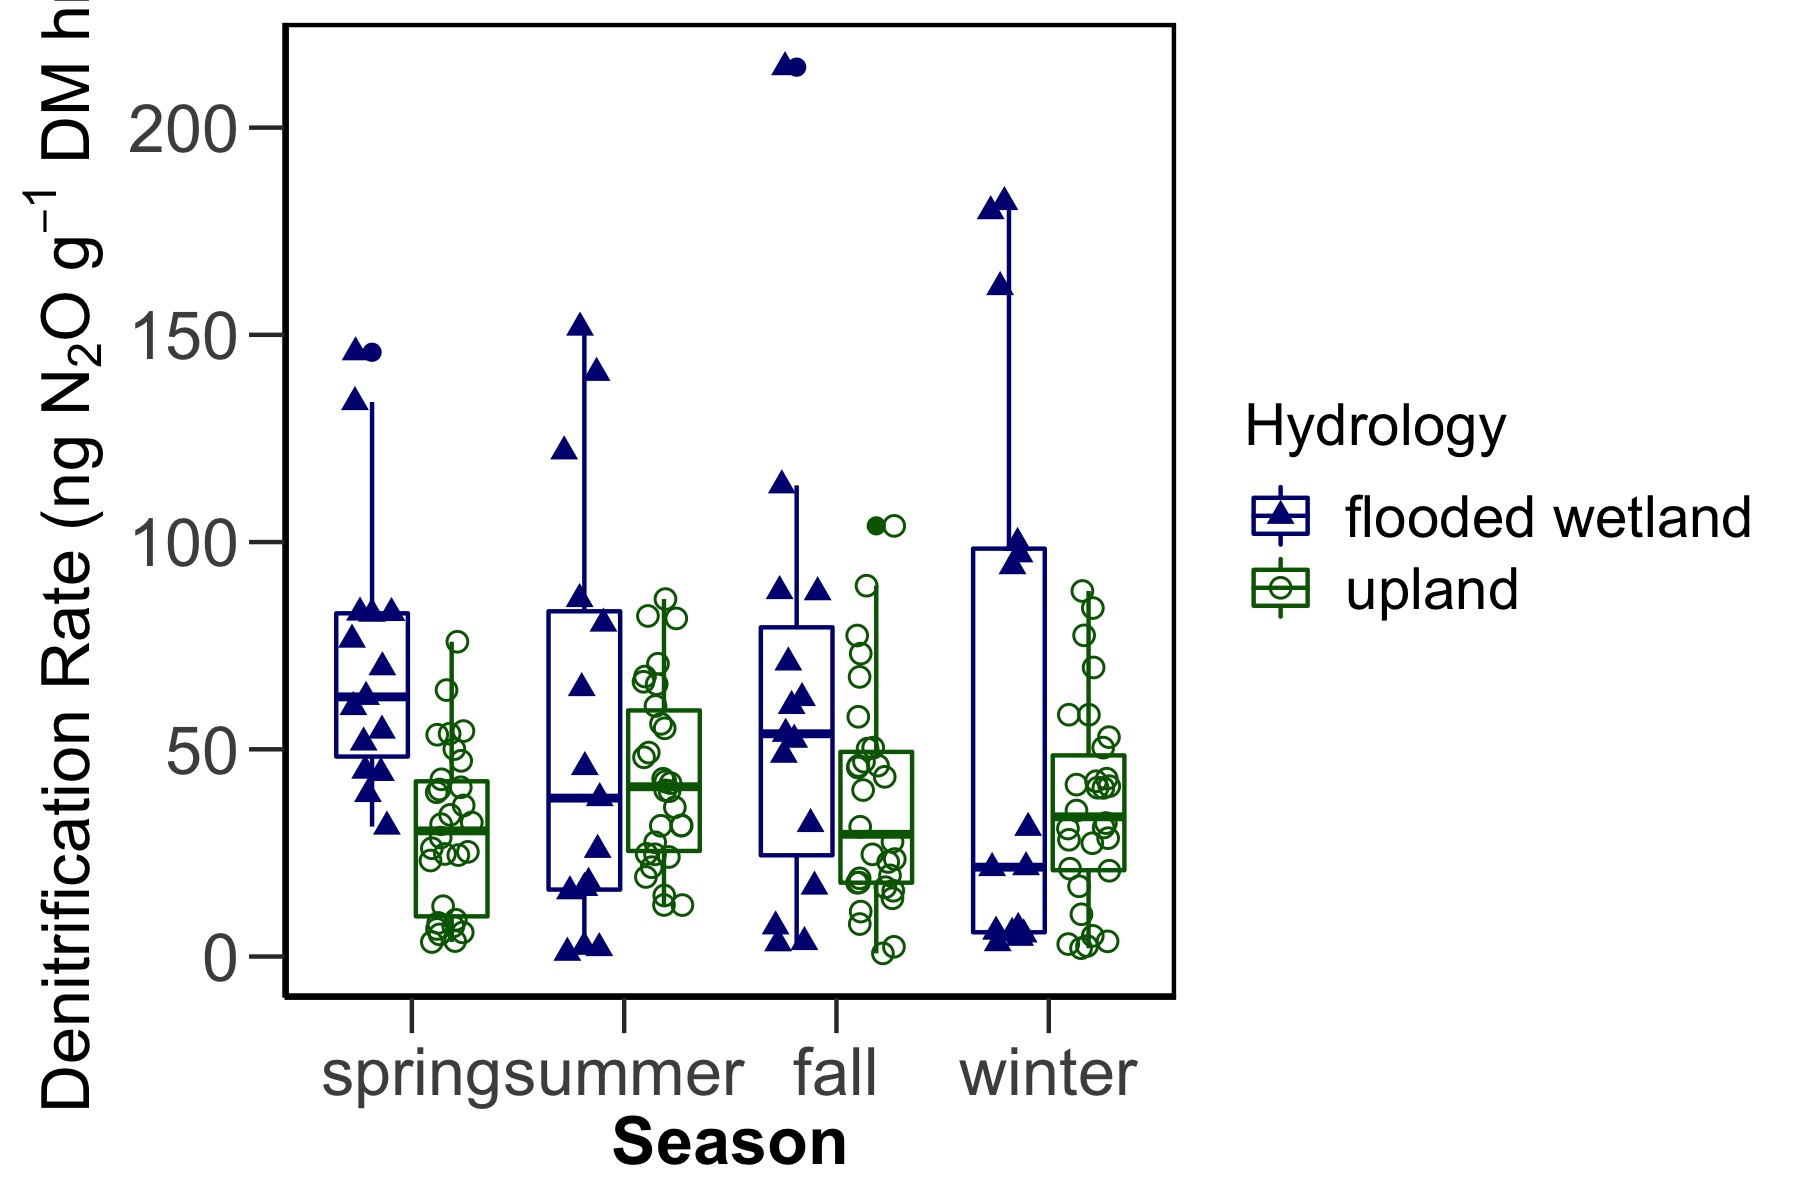 Denitrification Rate (ng N₂O g⁻¹ DM h
200
150
100
50
0
spring summer fall winter
Season
Hydrology
flooded wetland
upland